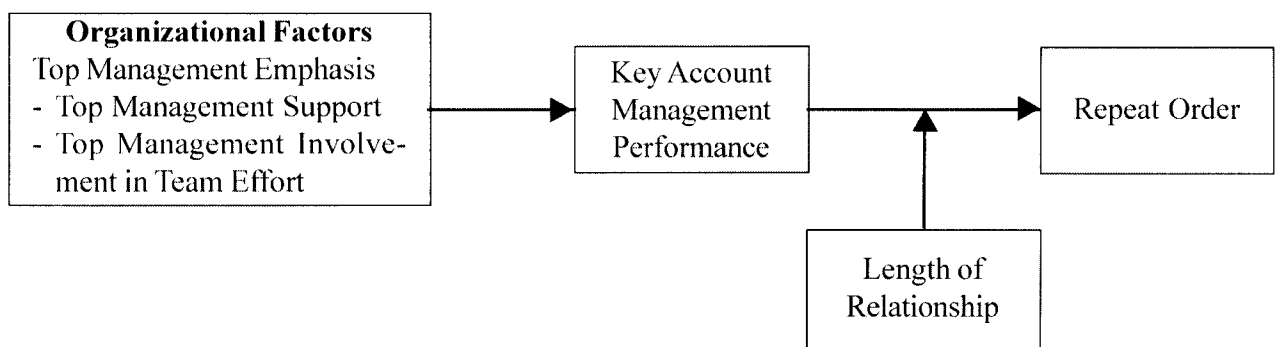 Organizational Factors
Top Management Emphasis
- Top Management Support
- Top Management Involve-
ment in Team Effort
Key Account
Management
Performance
Repeat Order
Length of
Relationship